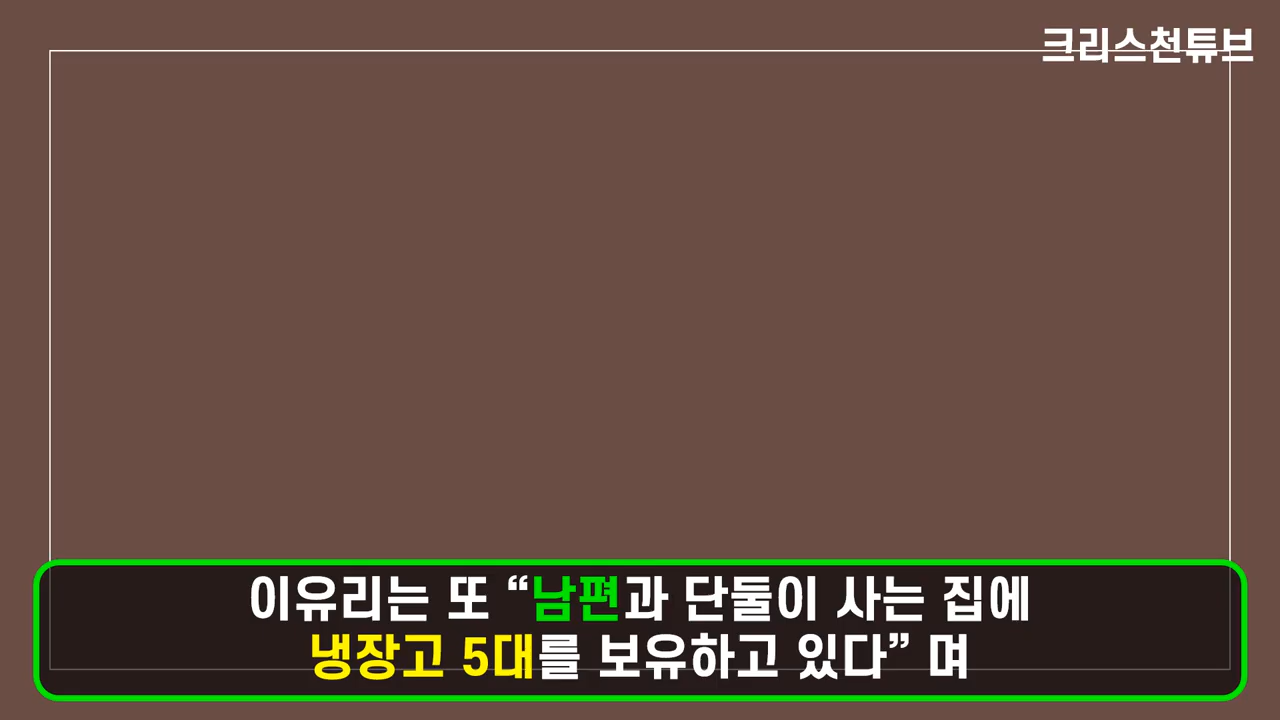 크리스천튜브
이유리는 또 “남편과 단둘이 사는 집에
냉장고 5대를 보유하고 있다” 며